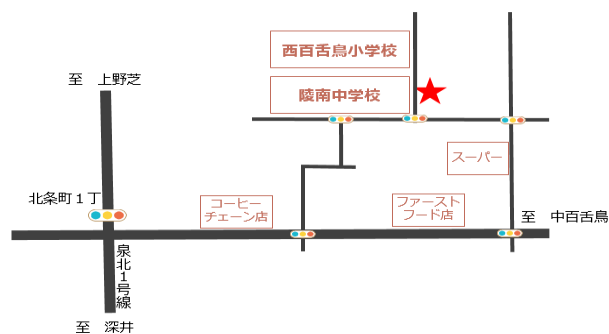 西百舌鳥小学校
至　上野芝
陵南中学校
スーパー
北条町１丁
コーヒー
チェーン店
ファースト
フード店
至　中百舌鳥
泉北１号線
至　深井